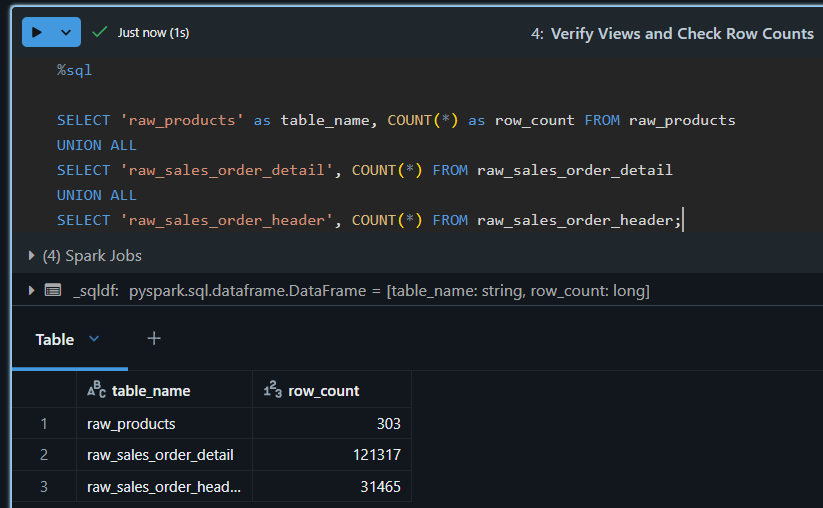 Just now (1s)
4: Verify Views and Check Row Counts
%sql
SELECT 'raw_products' as table_name, COUNT(*) as row_count FROM raw_products
UNION ALL
SELECT 'raw_sales_order_detail', COUNT(*) FROM raw_sales_order_detail
UNION ALL
SELECT 'raw_sales_order_header', COUNT(*) FROM raw_sales_order_header;
(4) Spark Jobs
_sqldf: pyspark.sql.dataframe.DataFrame = [table_name: string, row_count: long]
Table
ABC table_name 123 row_count
1 raw_products 303
2 raw_sales_order_detail 121317
3 raw_sales_order_head... 31465